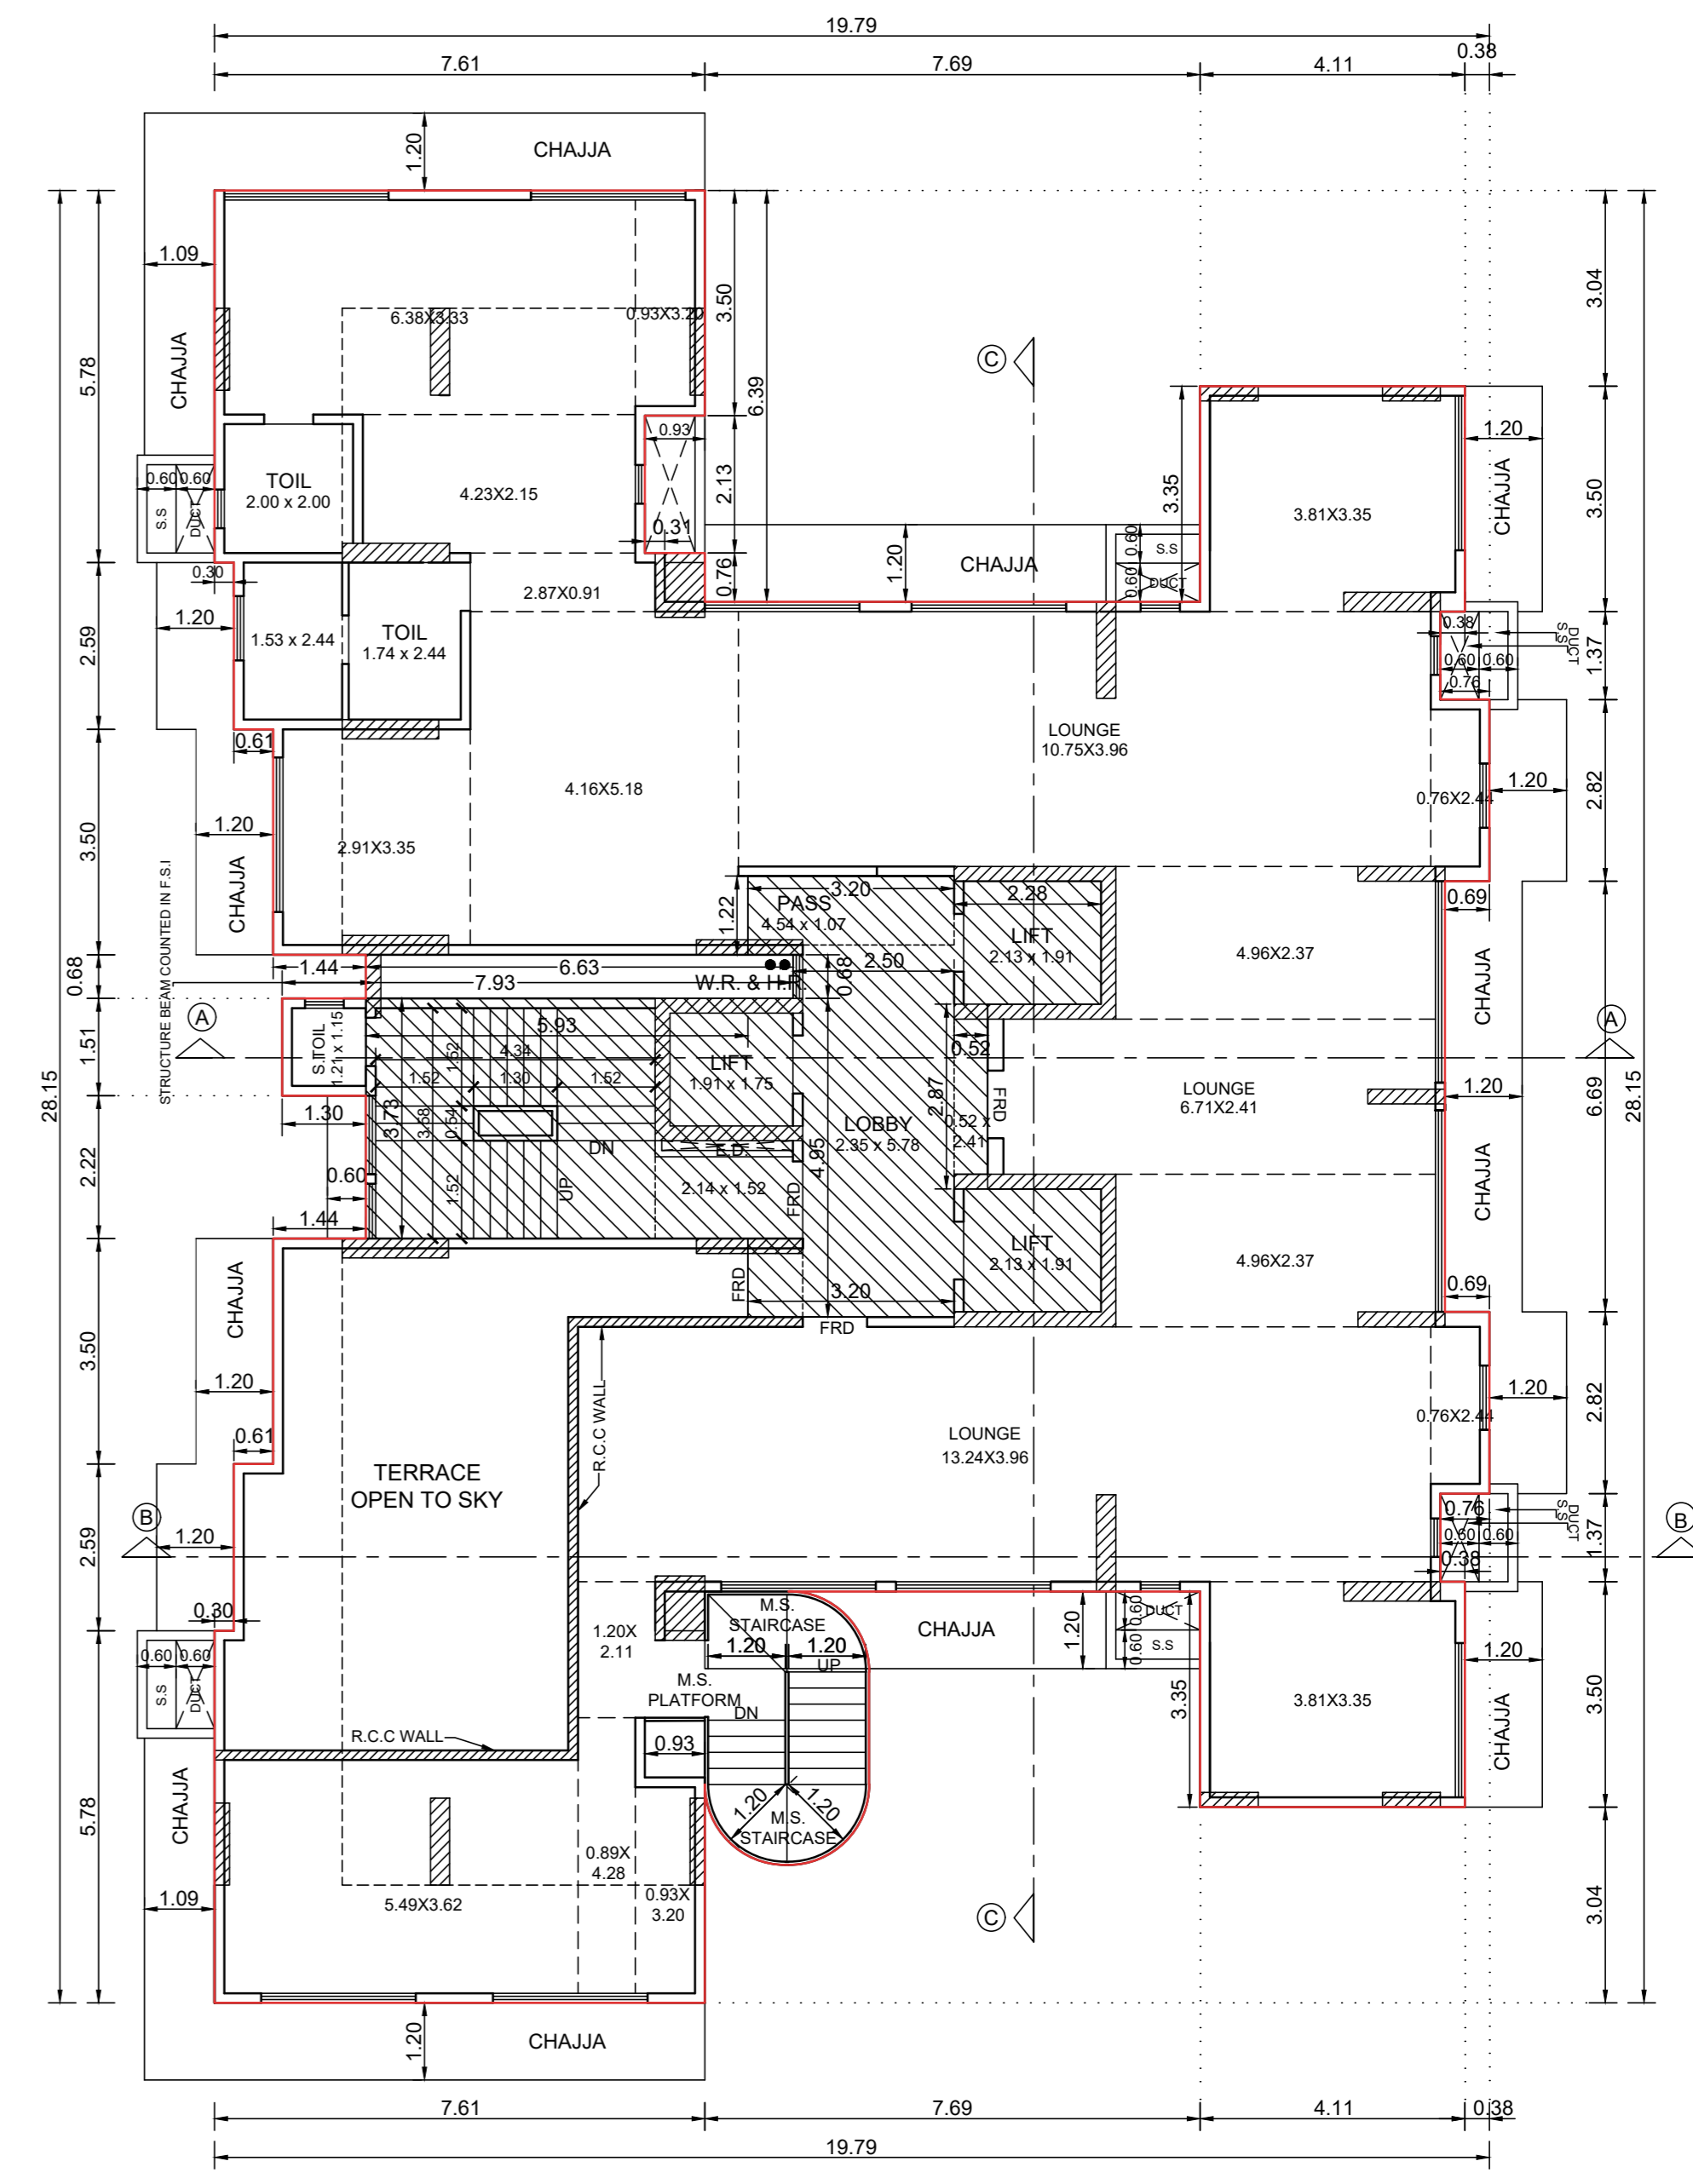 19.79
7.61
7.69
4.11
0.38
1.20
CHAJJA
1.09
3.50
6.39
3.04
CHAJJA
5.78
6.38X3.33
0.93X3.20
C
3.35
1.20
0.93
2.13
3.50
CHAJJA
0.60
0.60
S.S
DUCT
TOIL
2.00 x 2.00
4.23X2.15
3.81X3.35
0.31
1.20
CHAJJA
0.60
S.S
0.60
DUCT
0.76
0.30
2.87X0.91
1.20
2.59
1.53 x 2.44
TOIL
1.74 x 2.44
0.38
DUCT
S.S
0.60
0.60
0.76
1.37
0.61
LOUNGE
10.75X3.96
4.16X5.18
1.20
0.76X2.44
2.82
1.20
3.50
2.91X3.35
CHAJJA
STRUCTURE BEAM COUNTED IN F.S.I
1.22
3.20
PASS
4.54 x 1.07
2.28
LIFT
2.13 x 1.91
0.69
4.96X2.37
CHAJJA
0.68
1.44
6.63
2.50
0.68
7.93
W.R. & H.R.
A
1.51
S.TOIL
1.21 x 1.15
5.93
1.52
4.34
LIFT
1.91 x 1.75
1.52
1.30
1.52
0.52
2.87
A
28.15
LOUNGE
6.71X2.41
1.20
6.69
28.15
1.30
3.73
3.68
0.54
DN
E.D.
LOBBY
2.35 x 5.78
4.95
0.52 x
2.41
FRD
2.22
0.60
1.52
UP
2.14 x 1.52
FRD
CHAJJA
1.44
LIFT
2.13 x 1.91
4.96X2.37
0.69
FRD
3.20
FRD
CHAJJA
3.50
1.20
R.C.C WALL
1.20
0.76X2.44
2.82
0.61
LOUNGE
13.24X3.96
TERRACE
OPEN TO SKY
B
1.20
2.59
0.76
DUCT
S.S
0.60
0.60
0.38
1.37
B
0.30
M.S.
STAIRCASE
1.20X
2.11
1.20
1.20
UP
CHAJJA
1.20
0.60
DUCT
0.60
S.S
1.20
0.60
0.60
S.S
DUCT
M.S.
PLATFORM
DN
3.35
3.81X3.35
3.50
CHAJJA
R.C.C WALL
0.93
CHAJJA
5.78
1.20
1.20
M.S.
STAIRCASE
0.89X
4.28
1.09
5.49X3.62
0.93X
3.20
C
3.04
1.20
CHAJJA
7.61
7.69
4.11
0.38
19.79